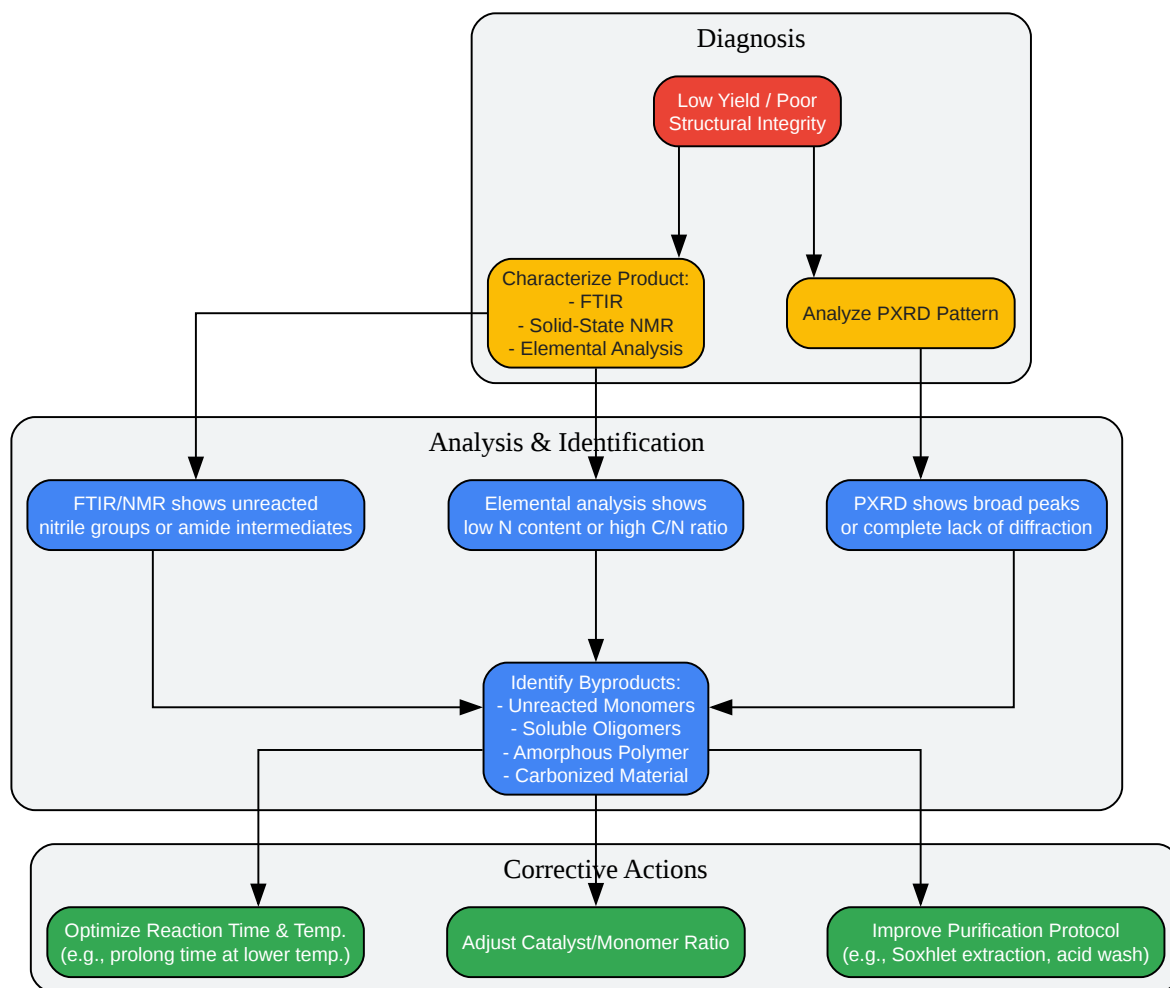 Diagnosis
Low Yield / Poor
Structural Integrity
Characterize Product:
- FTIR
- Solid-State NMR
- Elemental Analysis
Analyze PXRD Pattern
Analysis & Identification
FTIR/NMR shows unreacted
nitrile groups or amide intermediates
Elemental analysis shows
low N content or high C/N ratio
PXRD shows broad peaks
or complete lack of diffraction
Identify Byproducts:
- Unreacted Monomers
- Soluble Oligomers
- Amorphous Polymer
- Carbonized Material
Corrective Actions
Optimize Reaction Time & Temp.
(e.g., prolong time at lower temp.)
Adjust Catalyst/Monomer Ratio
Improve Purification Protocol
(e.g., Soxhlet extraction, acid wash)